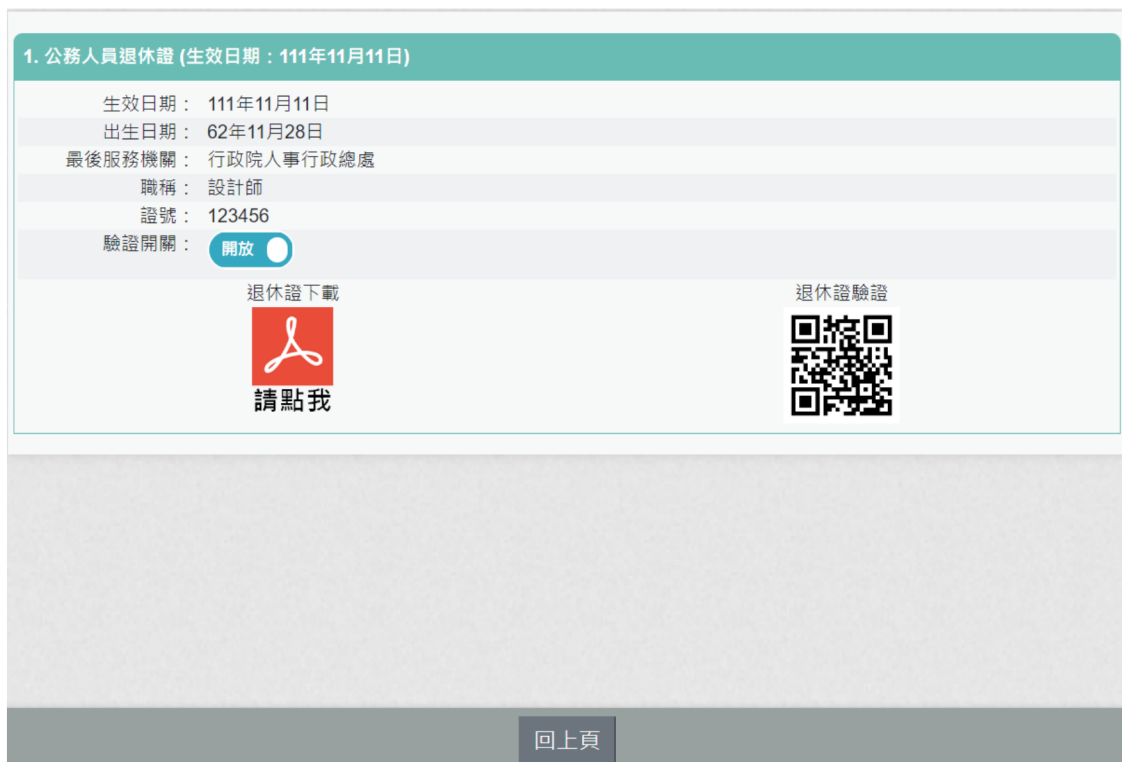 1. 公務人員退休證 (生效日期：111年11月11日)
生效日期： 111年11月11日
出生日期： 62年11月28日
最後服務機關： 行政院人事行政總處
職稱： 設計師
證號： 123456
驗證開關： 開放
退休證下載 退休證驗證
請點我
回上頁